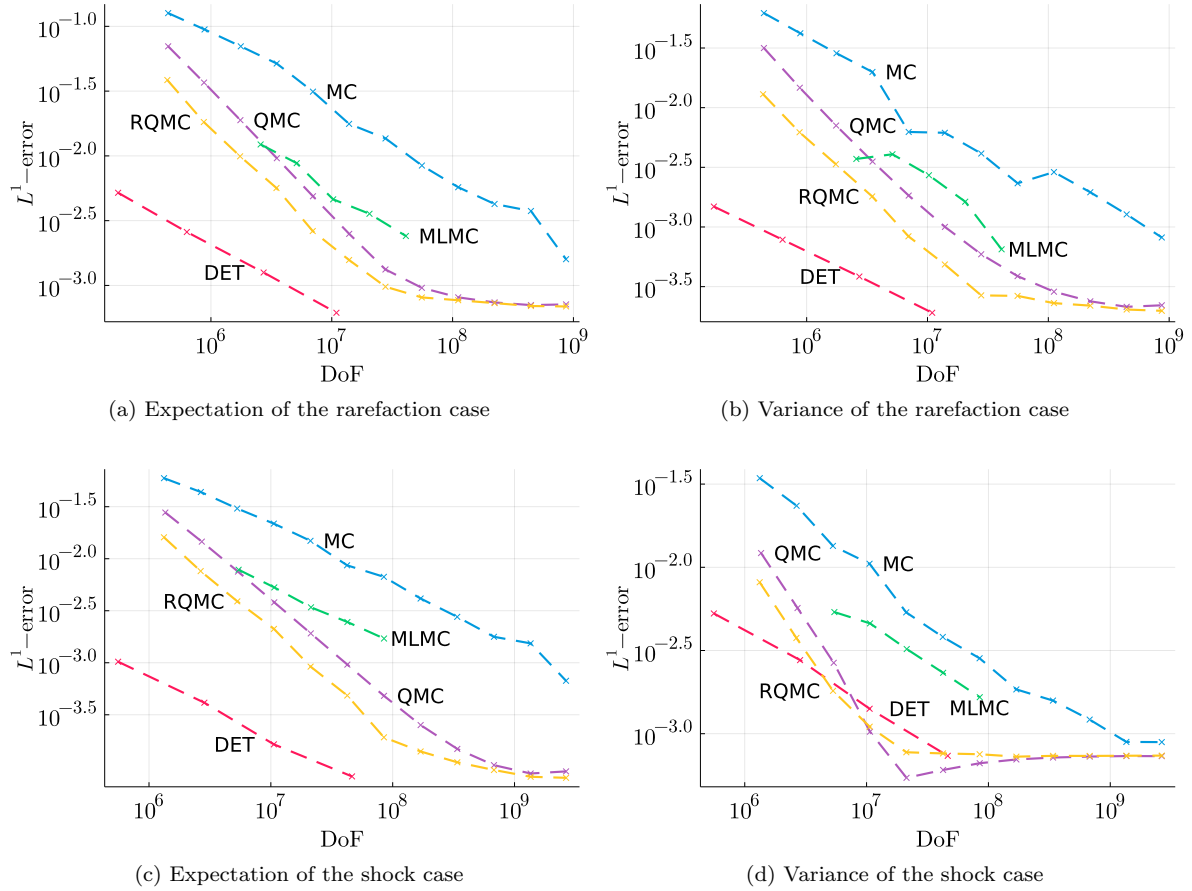 10^−1.0
10^−1.5
10^−2.0
10^−2.5
10^−3.0
L^1−error
MC
QMC
RQMC
MLMC
DET
10^6 10^7 10^8 10^9
DoF
(a) Expectation of the rarefaction case
10^−1.5
10^−2.0
10^−2.5
10^−3.0
10^−3.5
L^1−error
MC
QMC
RQMC
MLMC
DET
10^6 10^7 10^8 10^9
DoF
(b) Variance of the rarefaction case
10^−1.5
10^−2.0
10^−2.5
10^−3.0
10^−3.5
L^1−error
MC
RQMC
MLMC
QMC
DET
10^6 10^7 10^8 10^9
DoF
(c) Expectation of the shock case
10^−1.5
10^−2.0
10^−2.5
10^−3.0
L^1−error
QMC
MC
RQMC
DET
MLMC
10^6 10^7 10^8 10^9
DoF
(d) Variance of the shock case